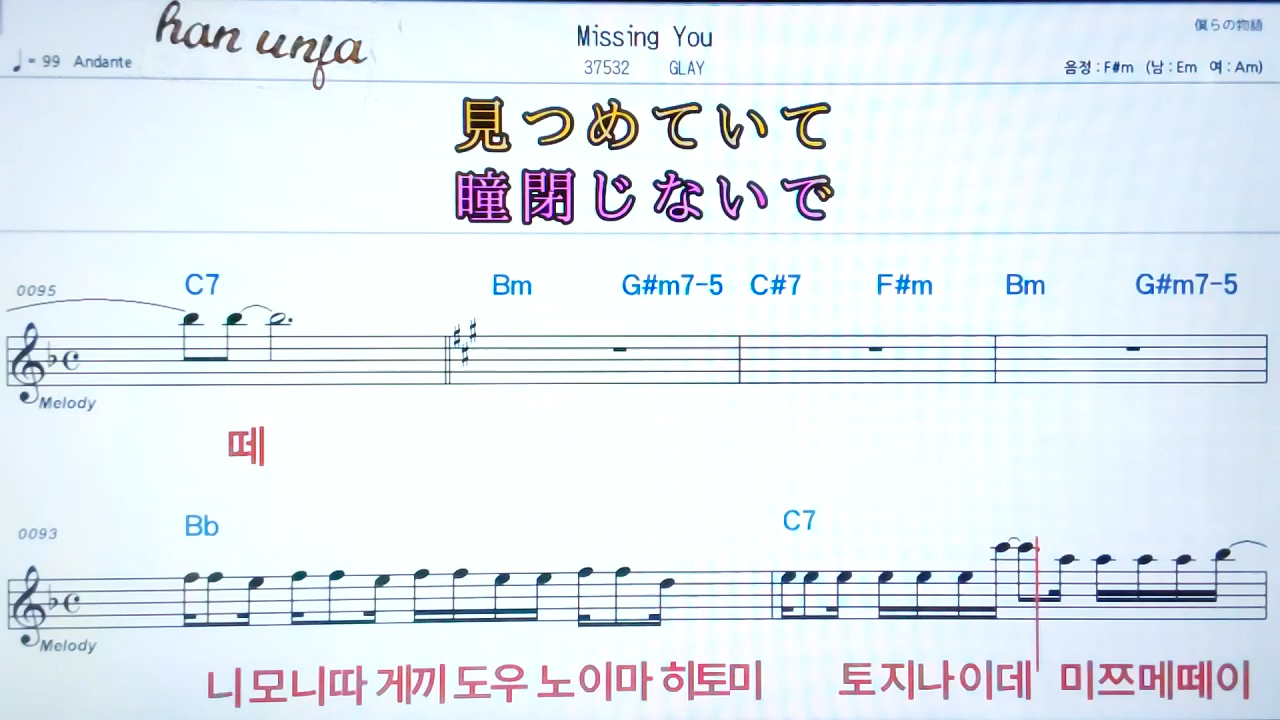 han unfa
Missing You
僕らの物語
♩= 99 Andante
37532 GLAY
음정 : F#m (남 : Em 여 : Am)
見つめていて
瞳閉じないで
C7 Bm G#m7-5 C#7 F#m Bm G#m7-5
0095
Melody
떼
Bb C7
0093
Melody
니모니따 게끼도우 노이마 히토미 토지나이데 미쯔메떼이